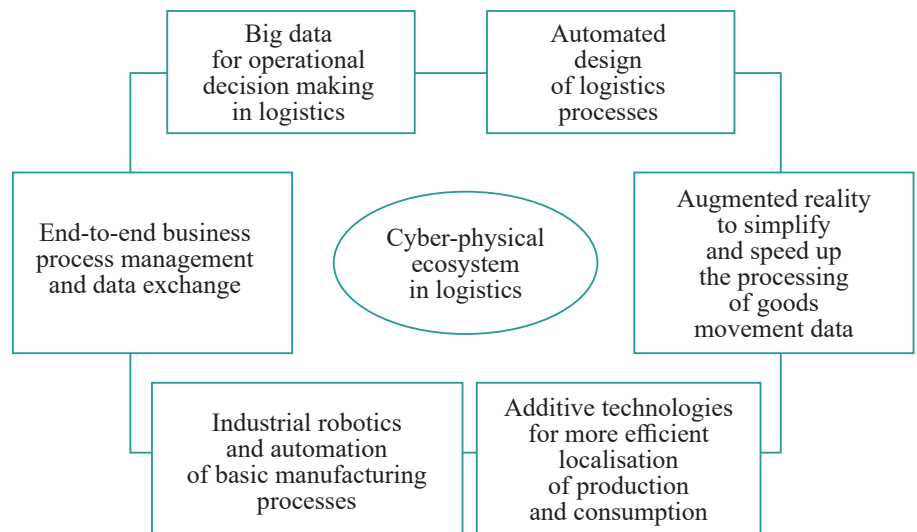 Big data
for operational
decision making
in logistics
Automated
design
of logistics
processes
End-to-end business
process management
and data exchange
Cyber-physical
ecosystem
in logistics
Augmented reality
to simplify
and speed up
the processing
of goods
movement data
Industrial robotics
and automation
of basic manufacturing
processes
Additive technologies
for more efficient
localisation
of production
and consumption